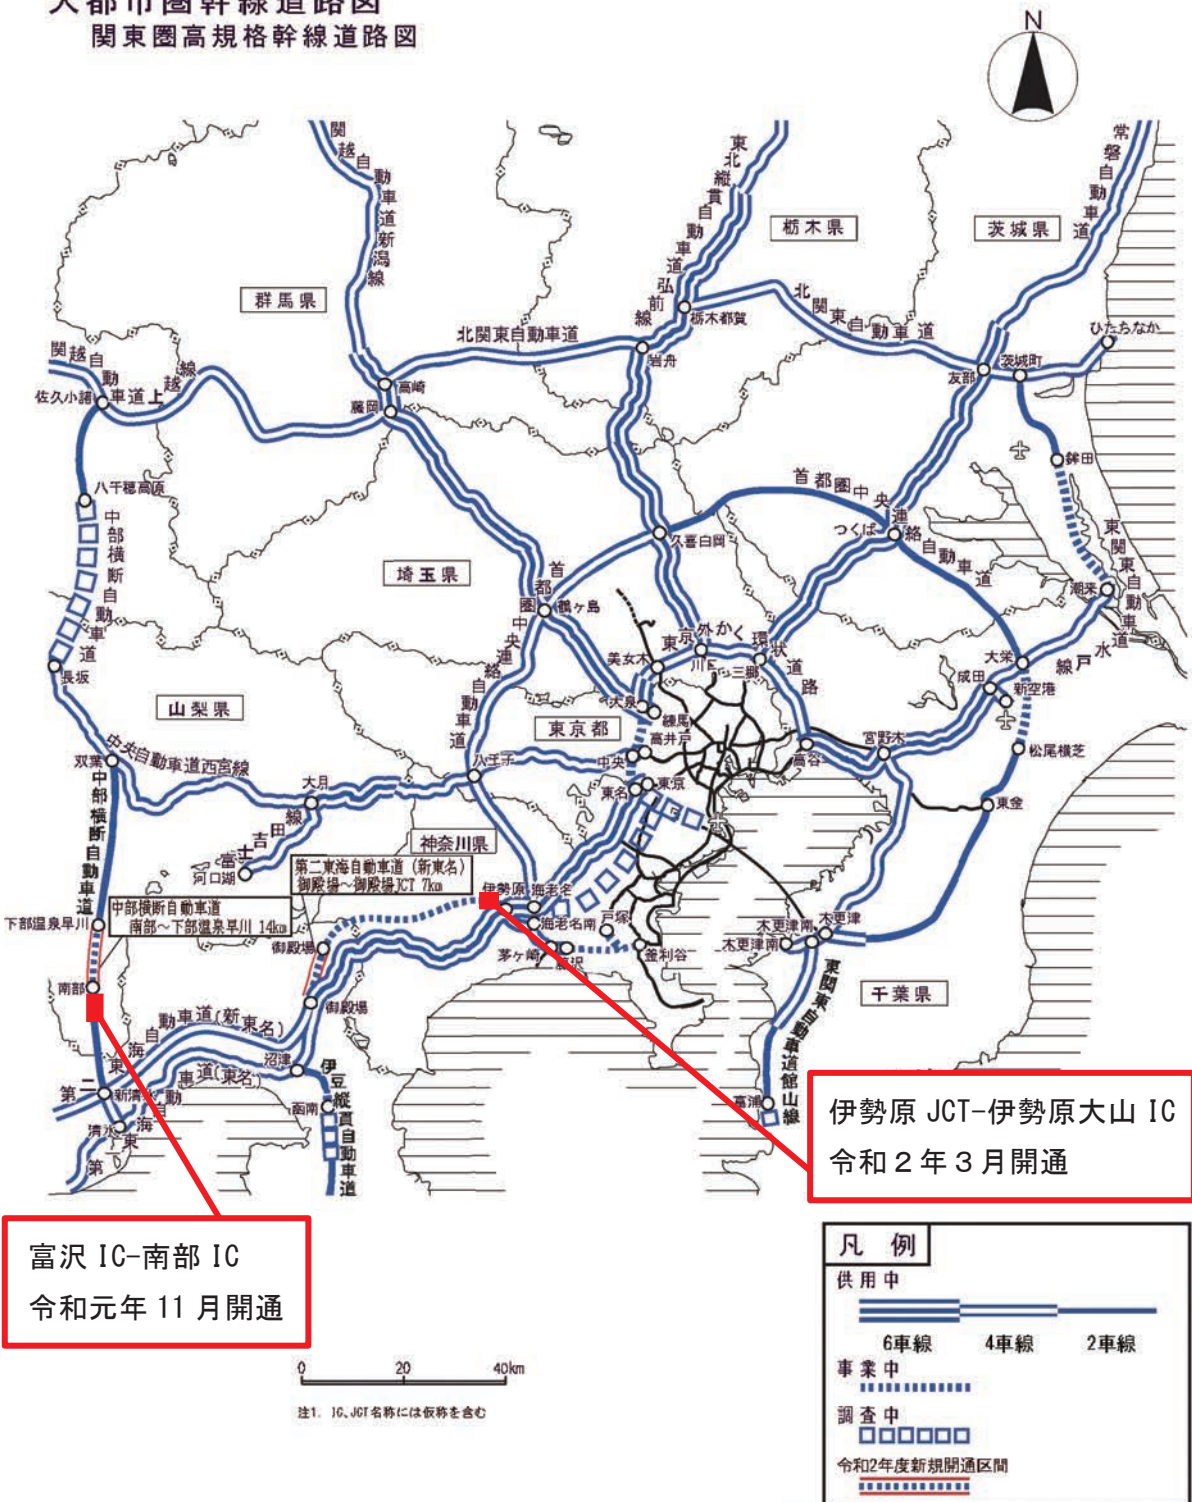 大都市圏幹線道路図
関東圏高規格幹線道路図
N
関越自動車道新潟線
東北縦貫自動車道弘前線
常磐自動車道
栃木県
茨城県
群馬県
栃木都賀
北関東自動車道
北関東自動車道
ひたちなか
岩舟
友部
茨城町
関越自動車道上越線
佐久小諸
高崎
藤岡
鉾田
八千穂高原
首都圏中央連絡自動車道
つくば
久喜白岡
中部横断自動車道
埼玉県
首都圏中央連絡自動車道
鶴ヶ島
東関東自動車道水戸線
潮来
東京外かく環状道路
美女木
川口
三郷
大栄
成田
新空港
長坂
山梨県
東京都
大泉
練馬
高井戸
中央
高谷
宮野木
松尾横芝
双葉
中央自動車道西宮線
大月
八王子
東名
東京
東金
中部横断自動車道
富士吉田線
河口湖
神奈川県
第二東海自動車道(新東名)
御殿場～御殿場JCT 7km
伊勢原
海老名
中部横断自動車道
南部～下部温泉早川 14km
下部温泉早川
海老名南
戸塚
木更津
木更津南
木更津南
御殿場
茅ヶ崎
藤沢
釜利谷
南部
千葉県
御殿場
東関東自動車道館山線
第二東海自動車道(新東名)
沼津
伊豆縦貫自動車道
新清水
函南
清水
第一東海自動車道(東名)
富浦
伊勢原 JCT-伊勢原大山 IC
令和２年３月開通
富沢 IC-南部 IC
令和元年 11 月開通
凡 例
供用中
6車線 4車線 2車線
事業中
調査中
令和2年度新規開通区間
0 20 40km
注1. IC、JCT名称には仮称を含む